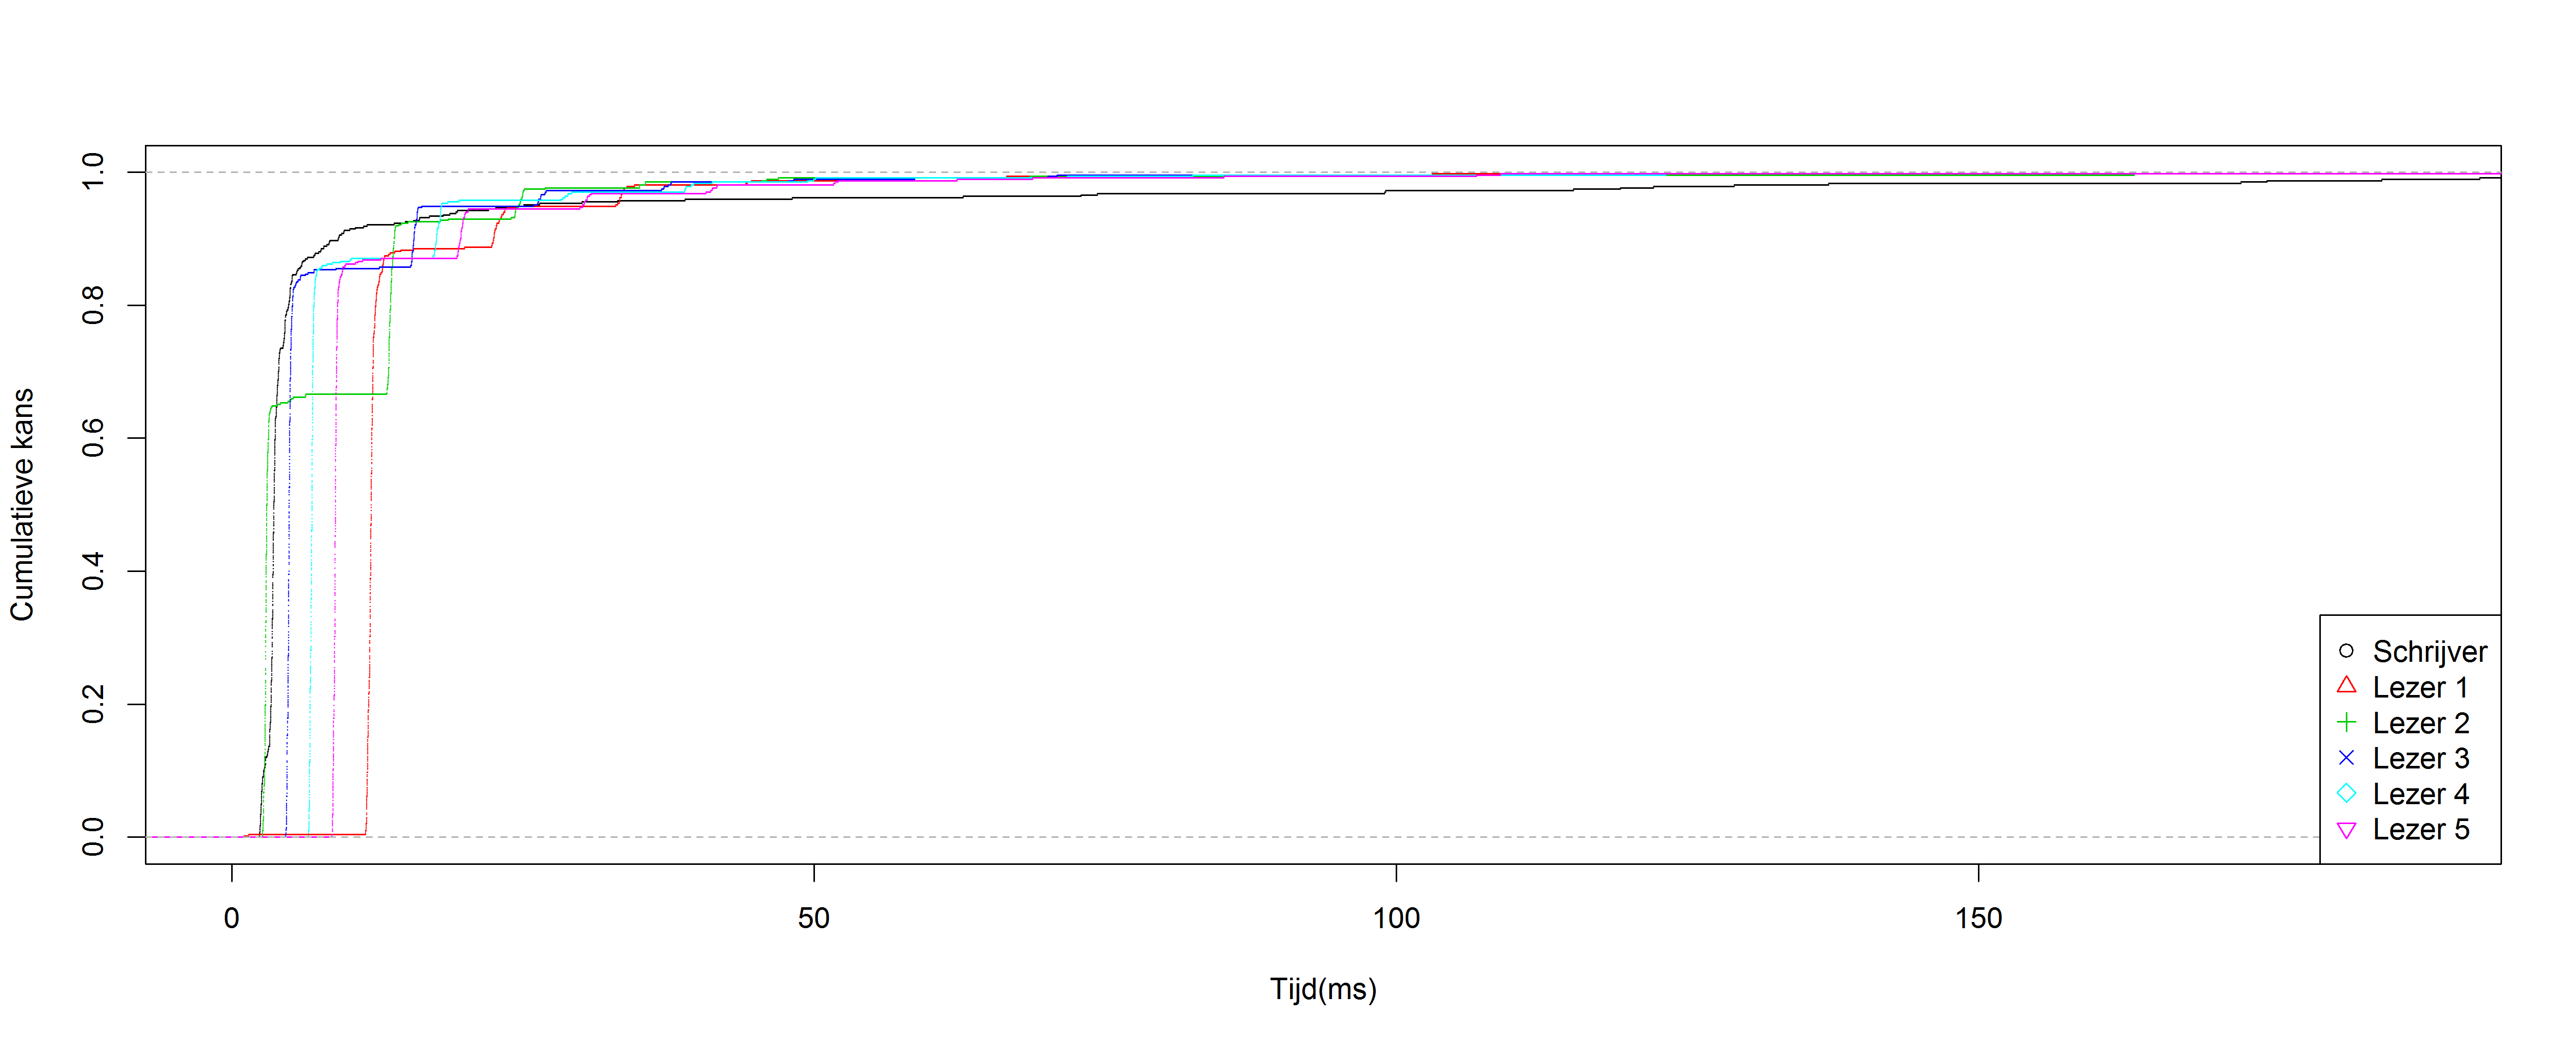 Cumulatieve kans
1.0
0.8
0.6
0.4
0.2
0.0
0 50 100 150
Tijd(ms)
Schrijver
Lezer 1
Lezer 2
Lezer 3
Lezer 4
Lezer 5